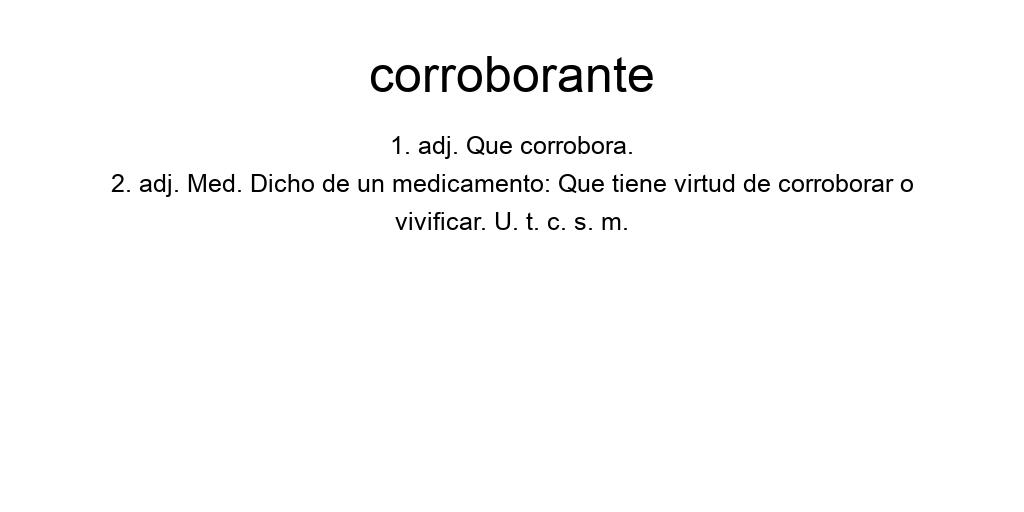 corroborante
1. adj. Que corrobora.
2. adj. Med. Dicho de un medicamento: Que tiene virtud de corroborar o
vivificar. U. t. c. s. m.